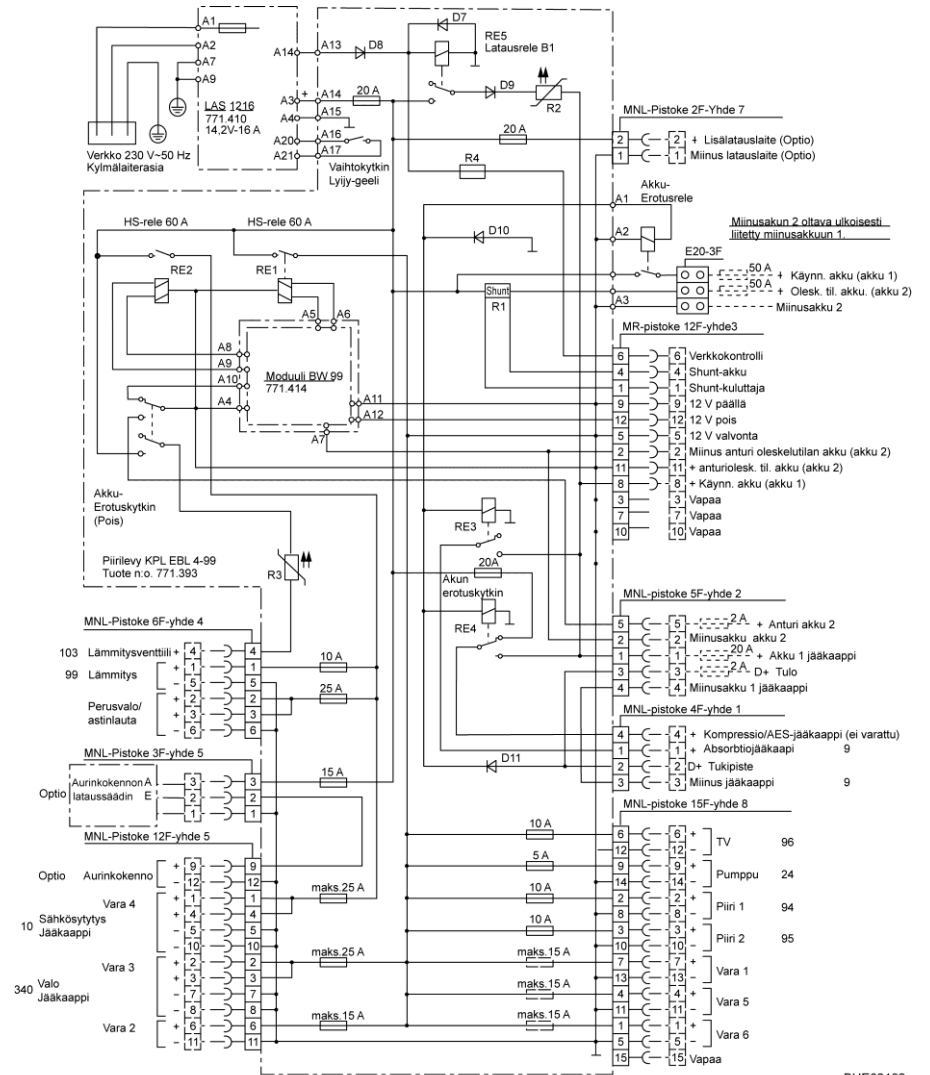 A1
A2
A7
A9
A14
A3
+
A4
A20
A21
LAS 1216
771.410
14,2V-16 A
Verkko 230 V~50 Hz
Kylmälaiterasia
A13
D8
A14
20 A
A15
A16
A17
Vaihtokytkin
Lyijy-geeli
D7
RE5
Latausrele B1
D9
R2
20 A
R4
MNL-Pistoke 2F-Yhde 7
2 2 + Lisälatauslaite (Optio)
1 1 Miinus latauslaite (Optio)
A1
Akku-
Erotusrele
A2
A3
Miinusakun 2 oltava ulkoisesti
liitetty miinusakkuun 1.
E20-3F
50 A + Käynn. akku (akku 1)
50 A + Olesk. til. akku. (akku 2)
Miinusakku 2
HS-rele 60 A
HS-rele 60 A
RE2
RE1
D10
Shunt
R1
A5
A6
A8
A9
A10
A4
A7
A11
A12
Moduuli BW 99
771.414
MR-pistoke 12F-yhde3
6 6 Verkkokontrolli
4 4 Shunt-akku
1 1 Shunt-kuluttaja
9 9 12 V päällä
12 12 12 V pois
5 5 12 V valvonta
2 2 Miinus anturi oleskelutilan akku (akku 2)
11 11 + anturiolesk. til. akku (akku 2)
8 8 + Käynn. akku (akku 1)
3 3 Vapaa
7 7 Vapaa
10 10 Vapaa
Akku-
Erotuskytkin
(Pois)
Piirilevy KPL EBL 4-99
Tuote n:o. 771.393
R3
RE3
20A
Akun
erotuskytkin
RE4
D11
MNL-pistoke 5F-yhde 2
5 5 2 A + Anturi akku 2
2 2 Miinusakku akku 2
1 1 20 A + Akku 1 jääkaappi
3 3 2 A D+ Tulo
4 4 Miinusakku 1 jääkaappi
MNL-pistoke 4F-yhde 1
4 4 + Kompressio/AES-jääkaappi (ei varattu)
1 1 + Absorbtiojääkaapi 9
2 2 D+ Tukipiste
3 3 Miinus jääkaappi 9
MNL-Pistoke 6F-yhde 4
103 Lämmitysventtiili + 4 4
99 Lämmitys + 1 1 10 A
- 5 5
Perusvalo/
astinlauta
+ 2 2 25 A
+ 3 3
- 6 6
MNL-Pistoke 3F-yhde 5
Optio
Aurinkokennon A
lataussäädin E
3 3 15 A
2 2
1 1
MNL-Pistoke 12F-yhde 5
Optio Aurinkokenno + 9 9
- 12 12
Vara 4 + 1 1 maks.25 A
+ 4 4
10 Sähkösytytys
Jääkaappi
- 5 5
- 10 10
Vara 3 + 2 2 maks.25 A
+ 3 3
340 Valo
Jääkaappi
- 7 7
- 8 8
Vara 2 + 6 6 maks.15 A
- 11 11
MNL-pistoke 15F-yhde 8
10 A 6 6 + TV 96
12 12 -
5 A 9 9 + Pumppu 24
14 14 -
10 A 2 2 + Piiri 1 94
8 8 -
10 A 3 3 + Piiri 2 95
10 10 -
maks.15 A 7 7 + Vara 1
13 13 -
maks.15 A 4 4 + Vara 5
11 11 -
maks.15 A 1 1 + Vara 6
5 5 -
15 15 Vapaa